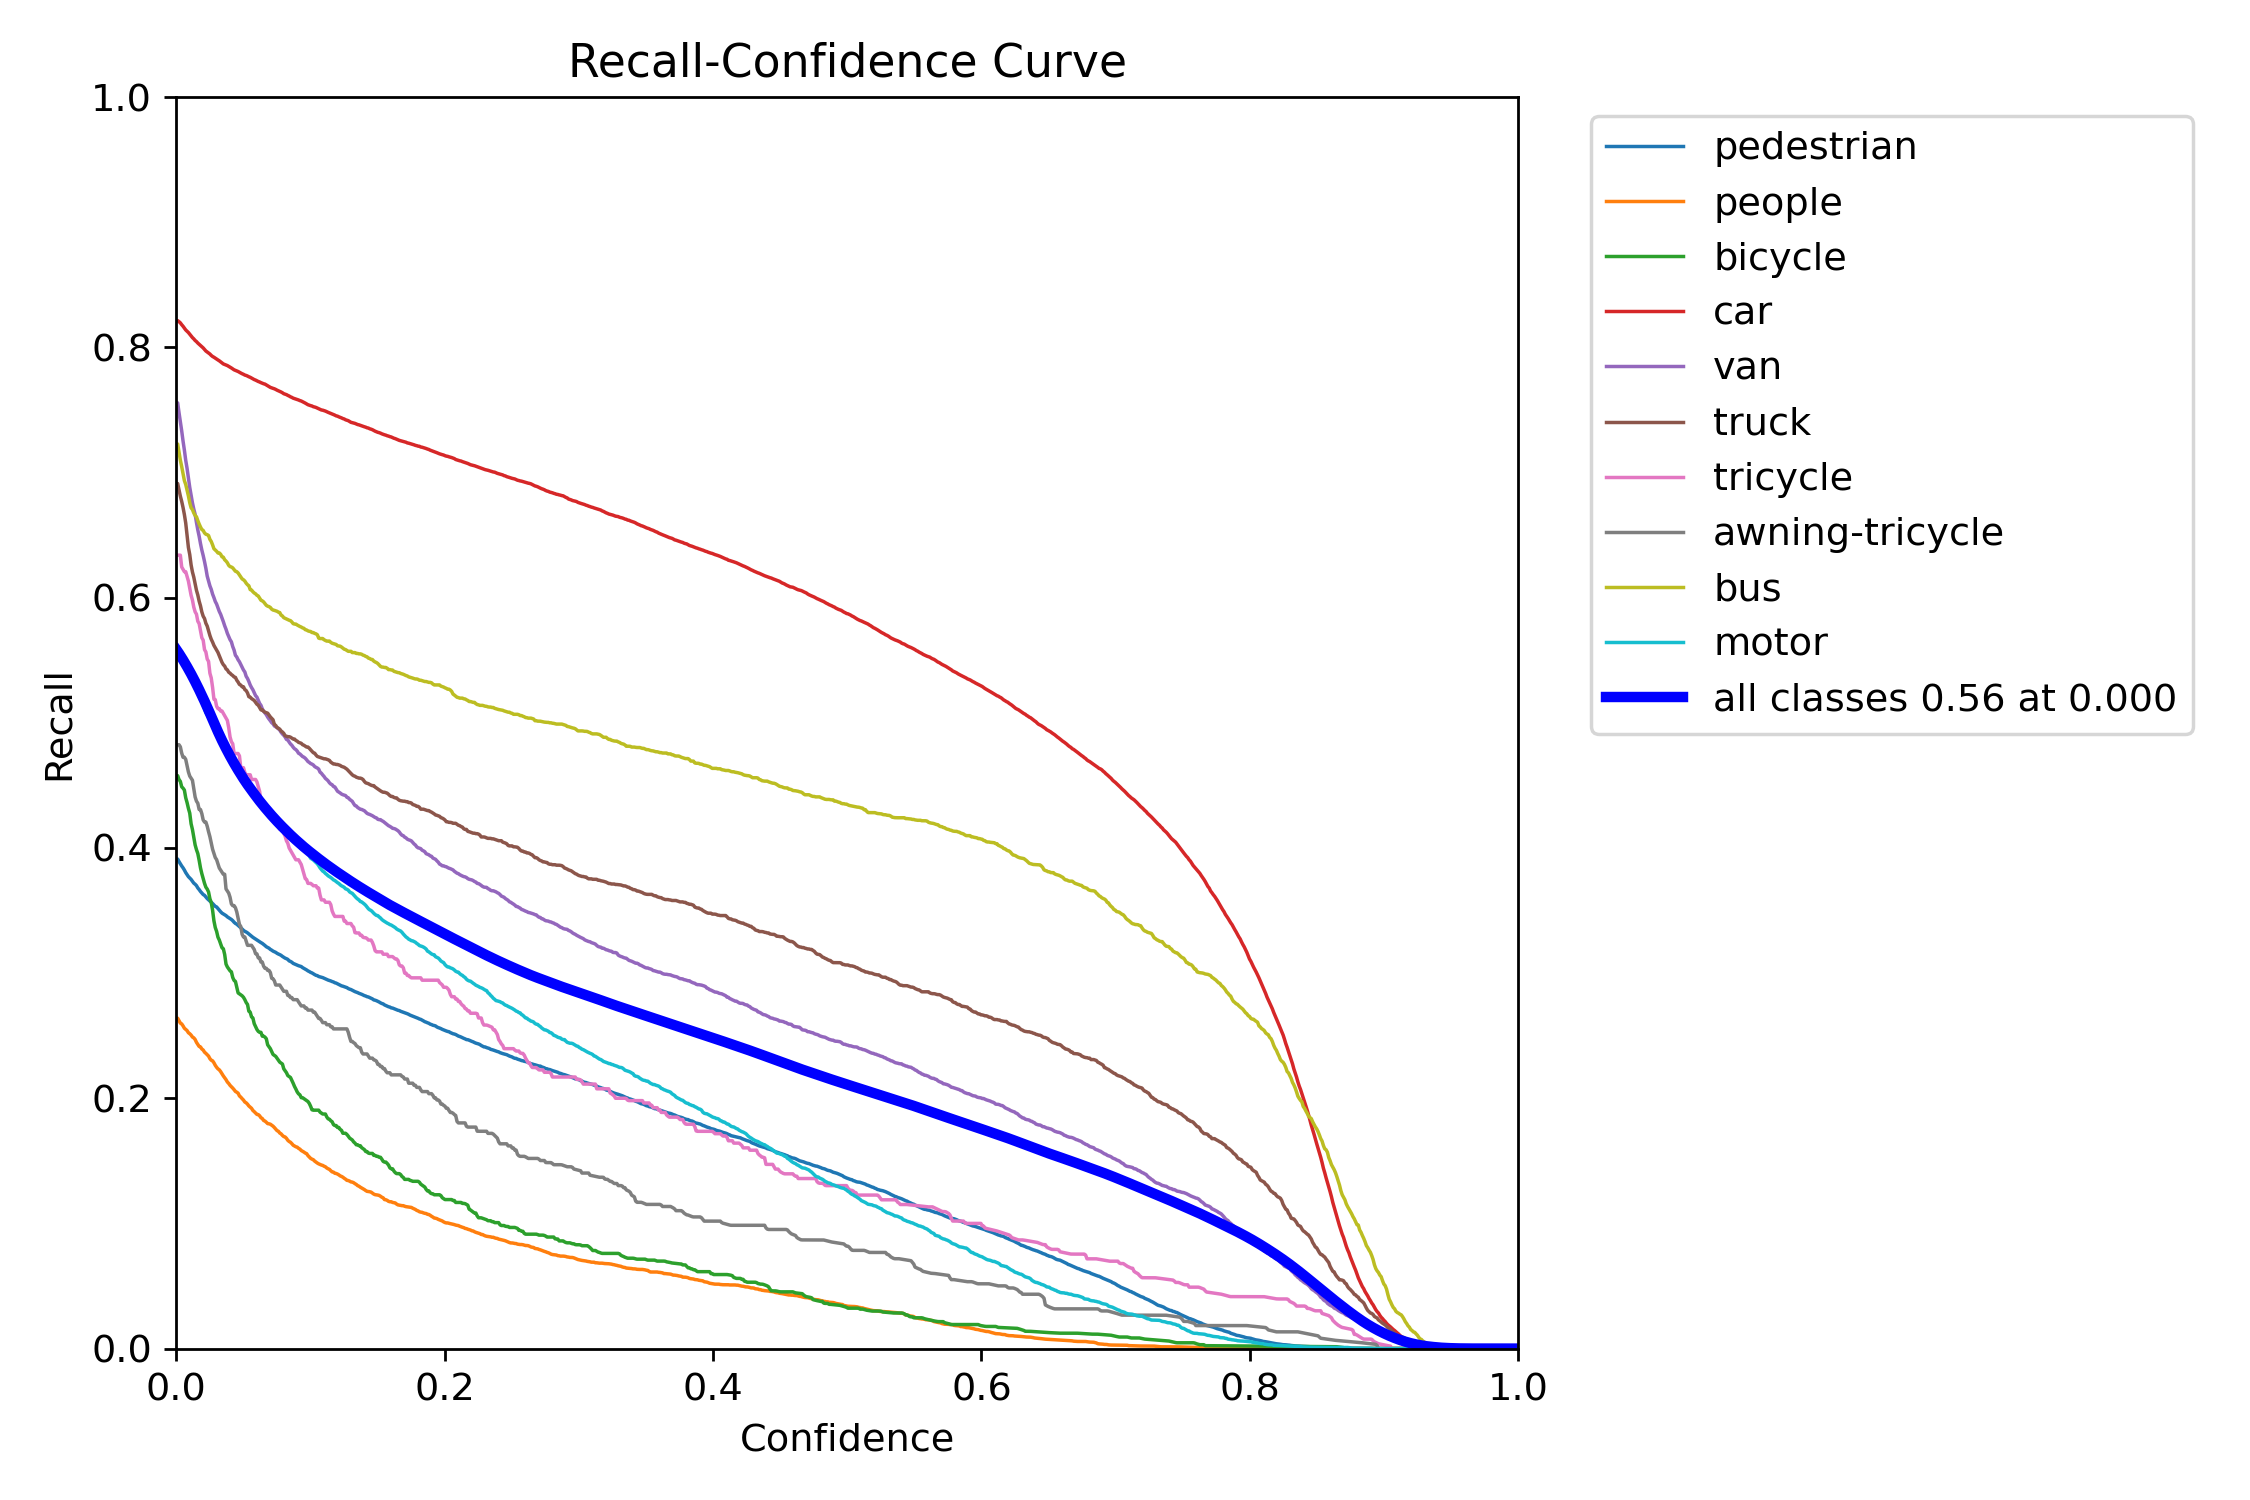 Recall-Confidence Curve
1.0
0.8
0.6
0.4
0.2
0.0
Recall
0.0 0.2 0.4 0.6 0.8 1.0
Confidence
pedestrian
people
bicycle
car
van
truck
tricycle
awning-tricycle
bus
motor
all classes 0.56 at 0.000